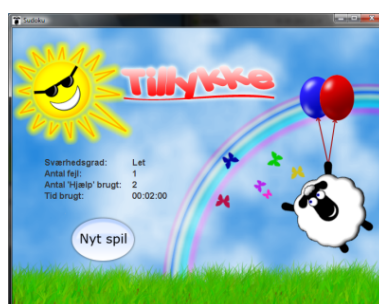 Sudoku
Tillykke
Sværhedsgrad: Let
Antal fejl: 1
Antal 'Hjælp' brugt: 2
Tid brugt: 00:02:00
Nyt spil